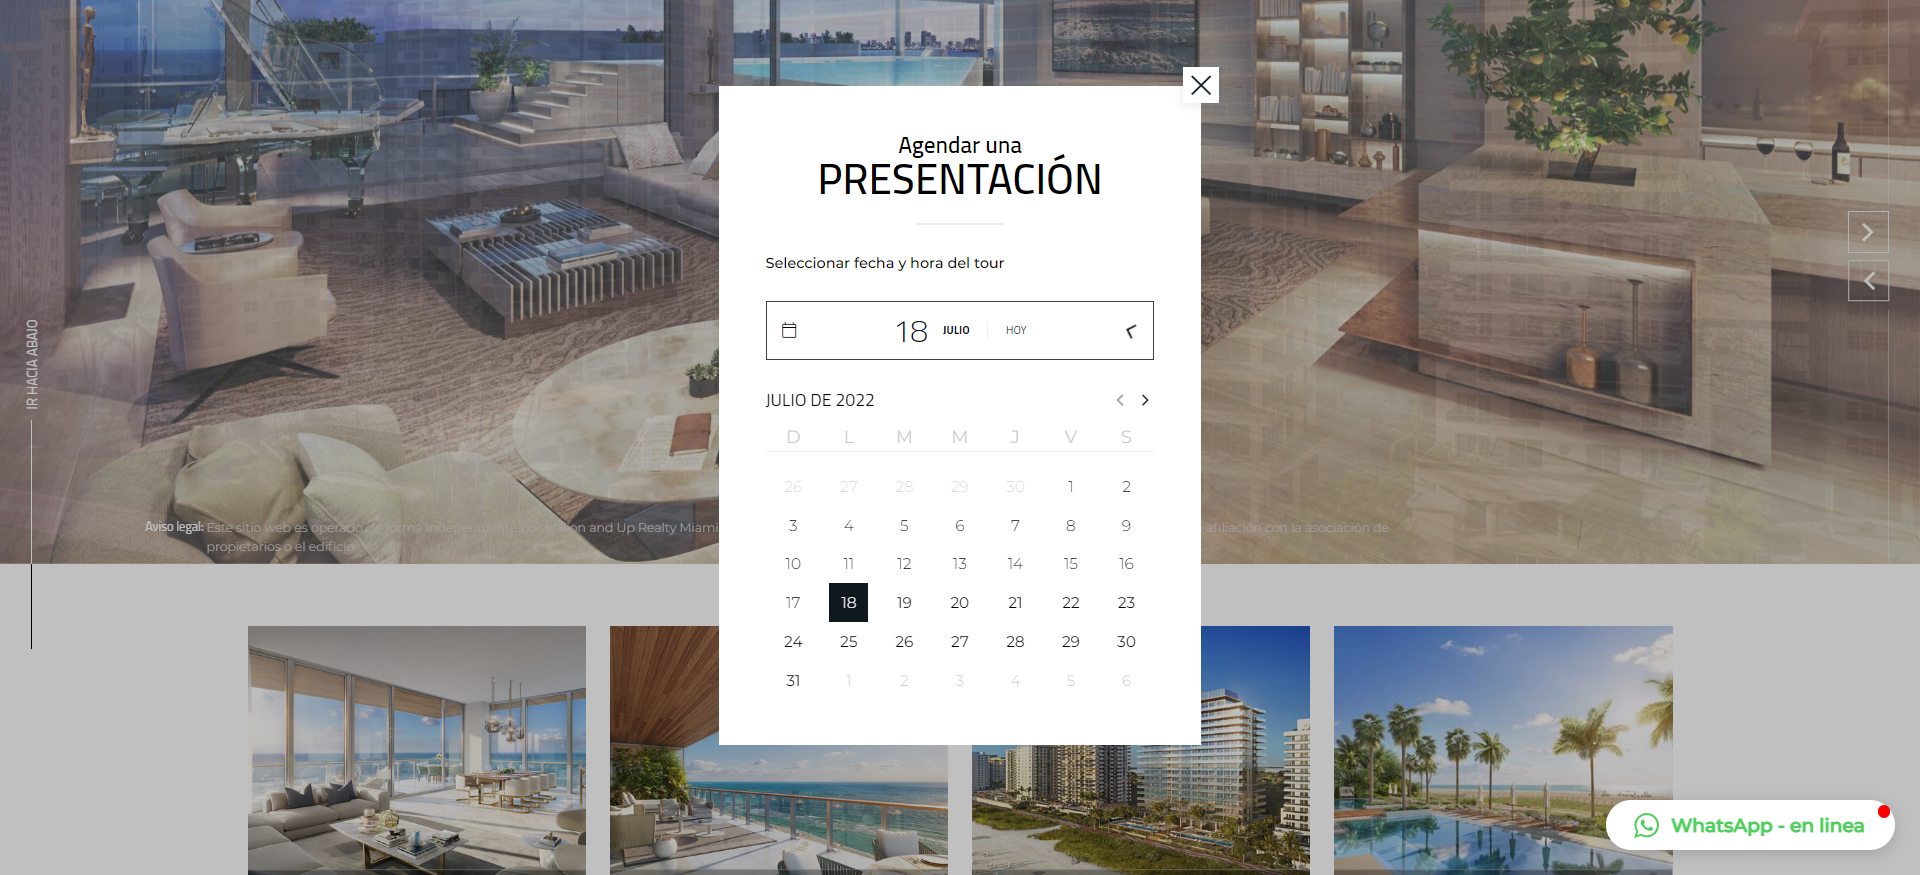 Agendar una
PRESENTACIÓN
Seleccionar fecha y hora del tour
18 JULIO HOY
JULIO DE 2022
D L M M J V S
26 27 28 29 30 1 2
3 4 5 6 7 8 9
10 11 12 13 14 15 16
17 18 19 20 21 22 23
24 25 26 27 28 29 30
31 1 2 3 4 5 6
IR HACIA ABAJO
Aviso legal: Este sitio web es operado de forma independiente por and Up Realty Miami afiliación con la asociación de
propietarios o el edificio.
WhatsApp - en linea